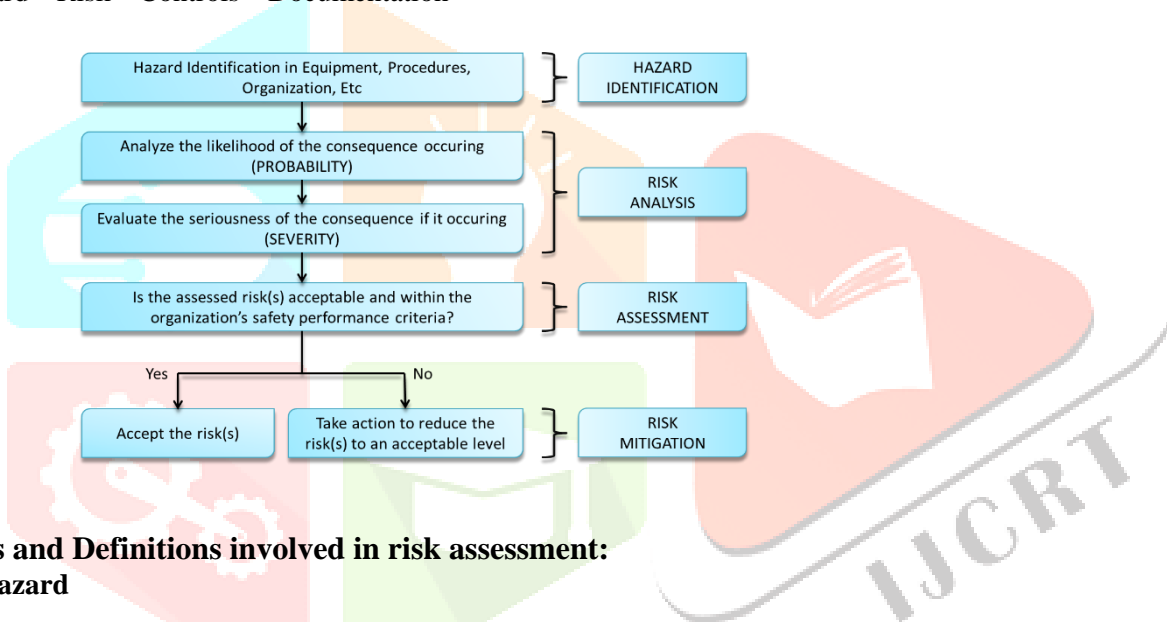 Risk Controls Documentation
Hazard Identification in Equipment, Procedures,
Organization, Etc
HAZARD
IDENTIFICATION
Analyze the likelihood of the consequence occuring
(PROBABILITY)
Evaluate the seriousness of the consequence if it occuring
(SEVERITY)
RISK
ANALYSIS
Is the assessed risk(s) acceptable and within the
organization's safety performance criteria?
RISK
ASSESSMENT
Yes
No
Accept the risk(s)
Take action to reduce the
risk(s) to an acceptable level
RISK
MITIGATION
and Definitions involved in risk assessment:
IJCRT